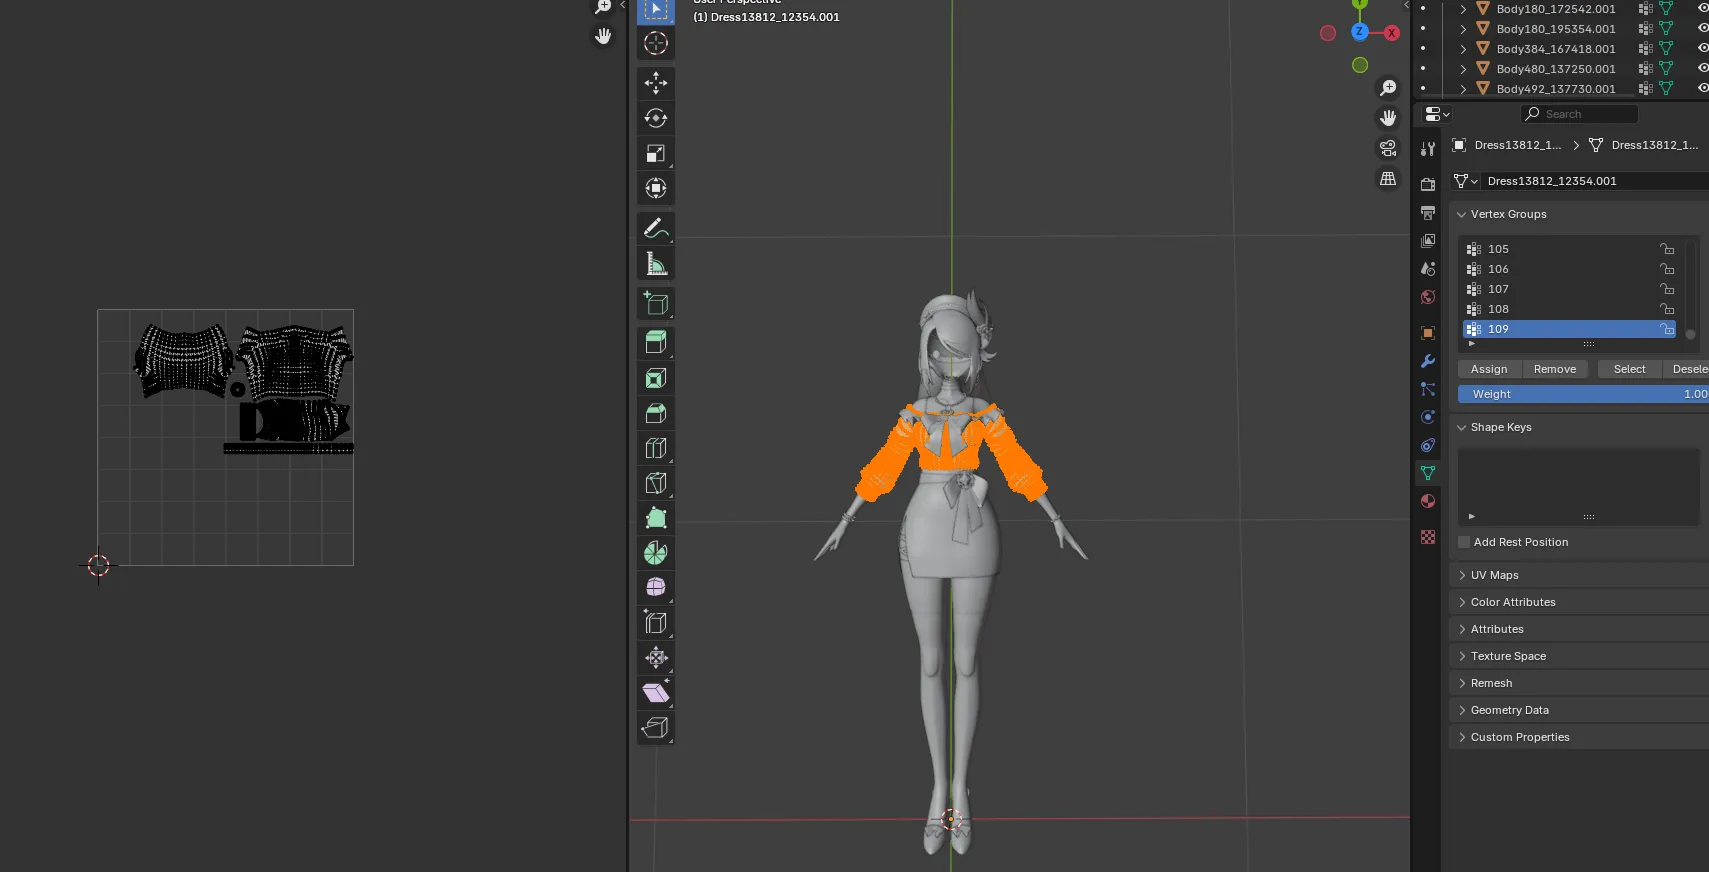 (1) Dress13812_12354.001
Y
Z
X
Body180_172542.001
Body180_195354.001
Body384_167418.001
Body480_137250.001
Body492_137730.001
Search
Dress13812_1... > Dress13812_1...
Dress13812_12354.001
Vertex Groups
105
106
107
108
109
Assign Remove Select Desele
Weight 1.00
Shape Keys
Add Rest Position
UV Maps
Color Attributes
Attributes
Texture Space
Remesh
Geometry Data
Custom Properties